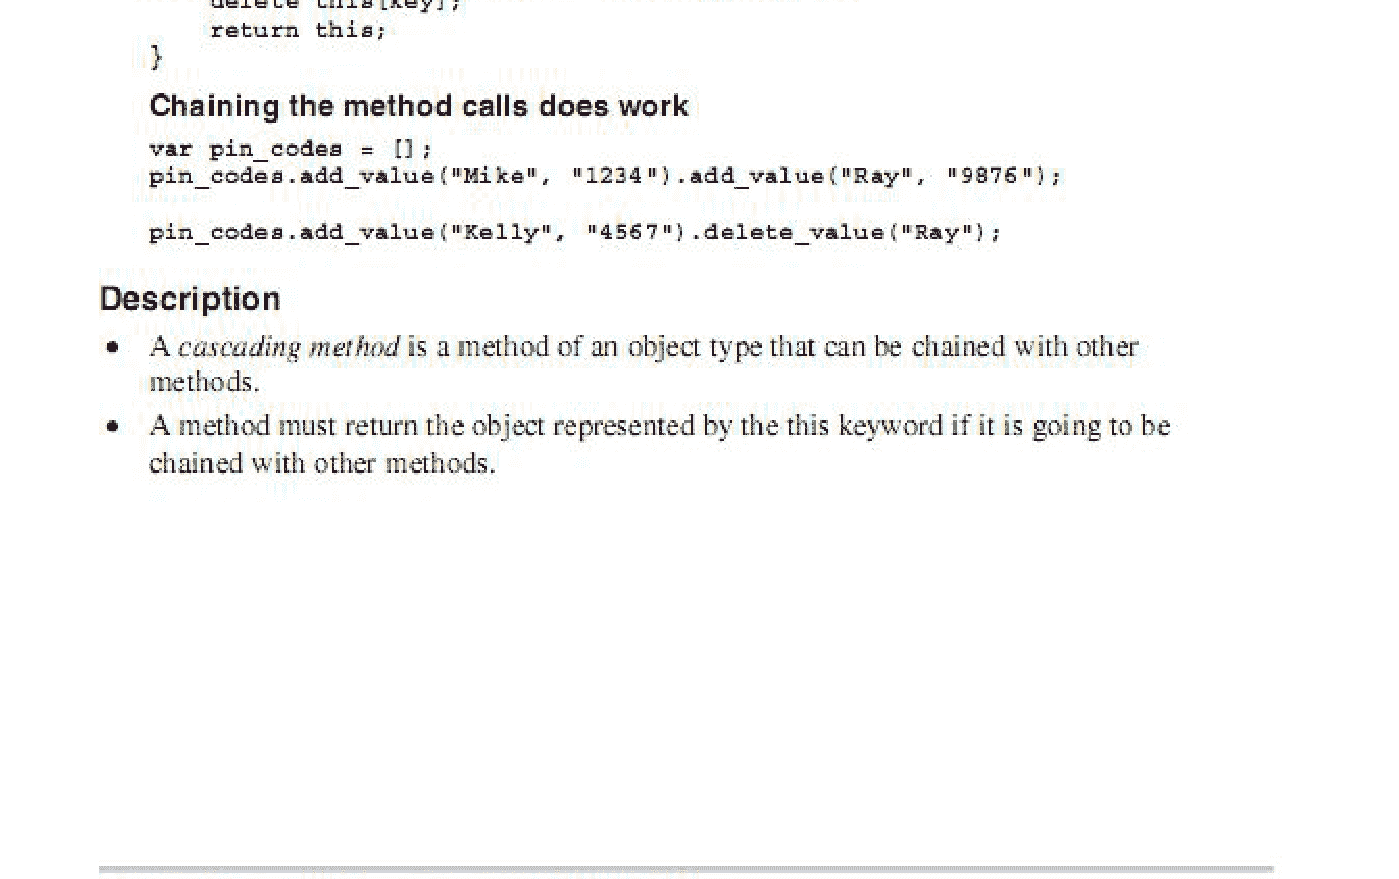 delete this[key];
return this;
}
Chaining the method calls does work
var pin_codes = [];
pin_codes.add_value("Mike", "1234").add_value("Ray", "9876");
pin_codes.add_value("Kelly", "4567").delete_value("Ray");
Description
• A cascading method is a method of an object type that can be chained with other
methods.
• A method must return the object represented by the this keyword if it is going to be
chained with other methods.